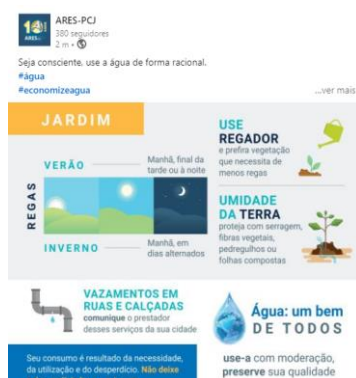 ARES-PCJ
380 seguidores
2 m •
Seja consciente, use a água de forma racional.
#água
#economizeagua
...ver mais
JARDIM
REGAS
VERÃO
Manhã, final da
tarde ou à noite
INVERNO
Manhã, em
dias alternados
USE
REGADOR
e prefira vegetação
que necessita de
menos regas
UMIDADE
DA TERRA
proteja com serragem,
fibras vegetais,
pedregulhos ou
folhas compostas
VAZAMENTOS EM
RUAS E CALÇADAS
comunique o prestador
desses serviços da sua cidade
Água: um bem
DE TODOS
use-a com moderação,
preserve sua qualidade
Seu consumo é resultado da necessidade,
da utilização e do desperdício. Não deixe